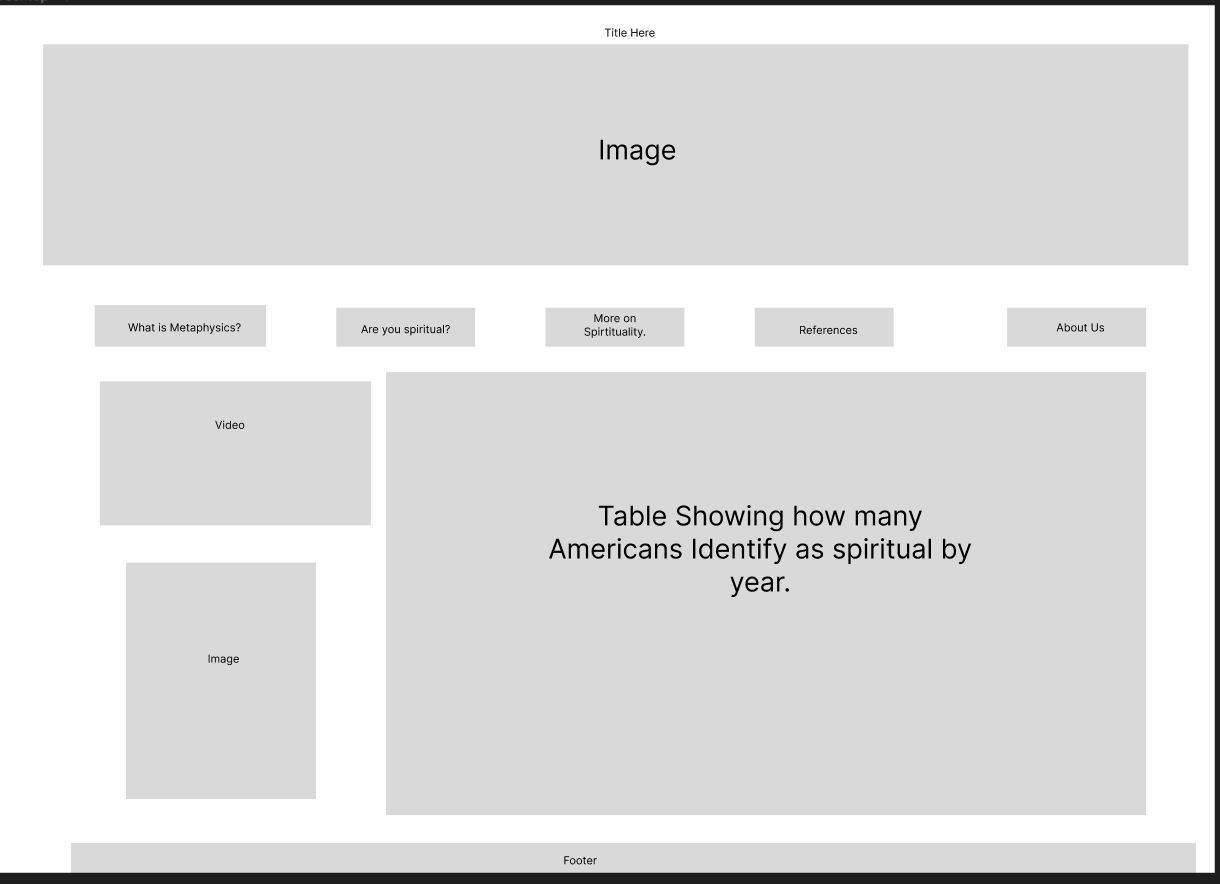 Title Here
Image
What is Metaphysics?
Are you spiritual?
More on
Spirtituality.
References
About Us
Video
Table Showing how many
Americans Identify as spiritual by
year.
Image
Footer